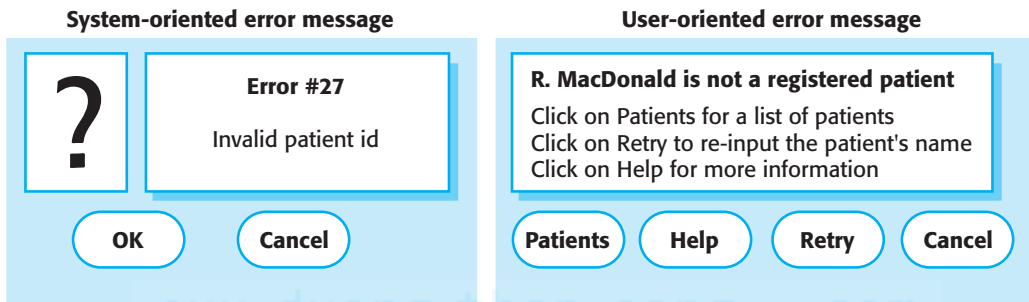 System-oriented error message
?
Error #27
Invalid patient id
OK
Cancel
User-oriented error message
R. MacDonald is not a registered patient
Click on Patients for a list of patients
Click on Retry to re-input the patient's name
Click on Help for more information
Patients
Help
Retry
Cancel